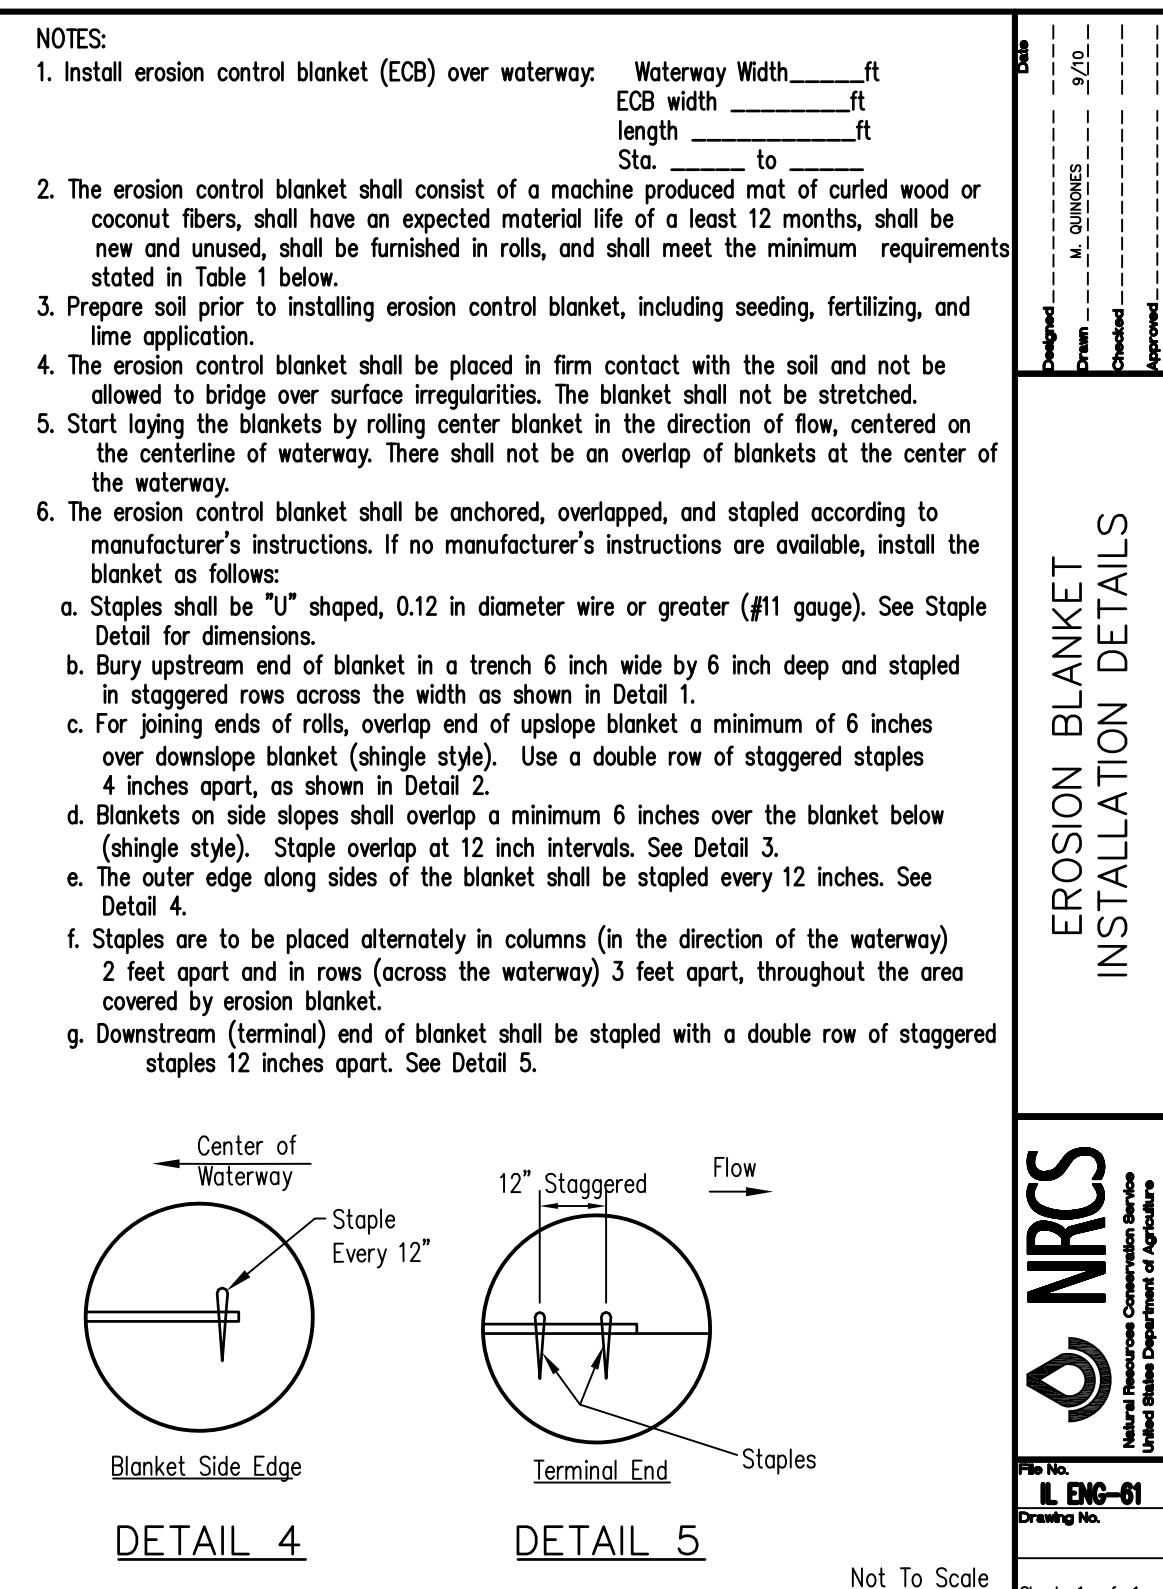 NOTES:
1. Install erosion control blanket (ECB) over waterway: Waterway Width_____ft
ECB width ________ft
length ___________ft
Sta. _____ to _____
2. The erosion control blanket shall consist of a machine produced mat of curled wood or
coconut fibers, shall have an expected material life of a least 12 months, shall be
new and unused, shall be furnished in rolls, and shall meet the minimum requirements
stated in Table 1 below.
3. Prepare soil prior to installing erosion control blanket, including seeding, fertilizing, and
lime application.
4. The erosion control blanket shall be placed in firm contact with the soil and not be
allowed to bridge over surface irregularities. The blanket shall not be stretched.
5. Start laying the blankets by rolling center blanket in the direction of flow, centered on
the centerline of waterway. There shall not be an overlap of blankets at the center of
the waterway.
6. The erosion control blanket shall be anchored, overlapped, and stapled according to
manufacturer's instructions. If no manufacturer's instructions are available, install the
blanket as follows:
a. Staples shall be "U" shaped, 0.12 in diameter wire or greater (#11 gauge). See Staple
Detail for dimensions.
b. Bury upstream end of blanket in a trench 6 inch wide by 6 inch deep and stapled
in staggered rows across the width as shown in Detail 1.
c. For joining ends of rolls, overlap end of upslope blanket a minimum of 6 inches
over downslope blanket (shingle style). Use a double row of staggered staples
4 inches apart, as shown in Detail 2.
d. Blankets on side slopes shall overlap a minimum 6 inches over the blanket below
(shingle style). Staple overlap at 12 inch intervals. See Detail 3.
e. The outer edge along sides of the blanket shall be stapled every 12 inches. See
Detail 4.
f. Staples are to be placed alternately in columns (in the direction of the waterway)
2 feet apart and in rows (across the waterway) 3 feet apart, throughout the area
covered by erosion blanket.
g. Downstream (terminal) end of blanket shall be stapled with a double row of staggered
staples 12 inches apart. See Detail 5.
Center of
Waterway
Staple
Every 12"
Blanket Side Edge
DETAIL 4
12" Staggered
Flow
Staples
Terminal End
DETAIL 5
Not To Scale
Date
Designed
Drawn M. QUINONES 9/10
Checked
Approved
EROSION BLANKET
INSTALLATION DETAILS
NRCS
Natural Resources Conservation Service
United States Department of Agriculture
File No.
IL ENG-61
Drawing No.